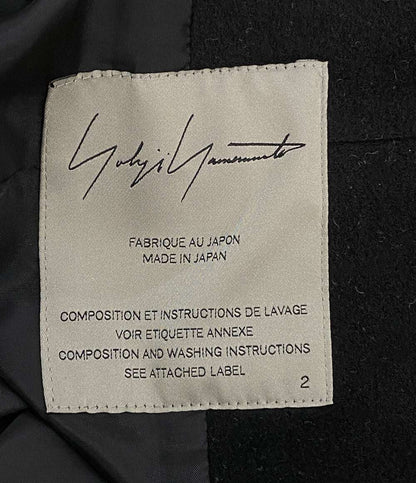 Yohji Yamamoto
FABRIQUE AU JAPON
MADE IN JAPAN
COMPOSITION ET INSTRUCTIONS DE LAVAGE
VOIR ETIQUETTE ANNEXE
COMPOSITION AND WASHING INSTRUCTIONS
SEE ATTACHED LABEL
2